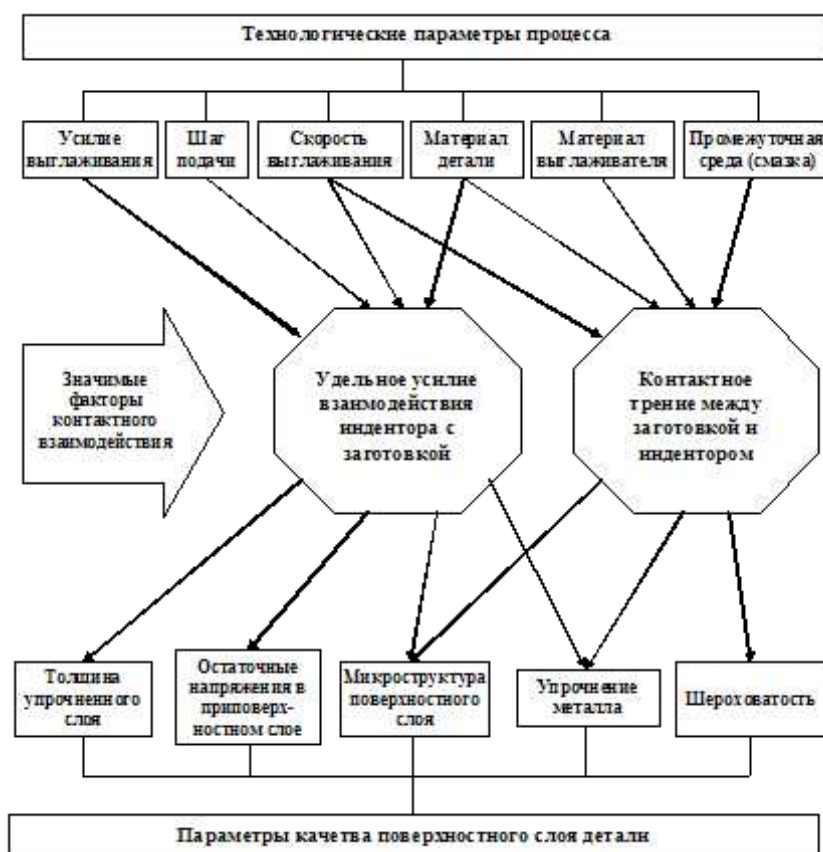 Технологические параметры процесса
Усилие
выглаживания
Шаг
подачи
Скорость
выглаживания
Материал
детали
Материал
выглаживателя
Промежуточная
среда (смазка)
Значимые
факторы
контактного
взаимодействия
Удельное усилие
взаимодействия
индентора с
заготовкой
Контактное
трение между
заготовкой и
индентором
Толщина
упрочненного
слоя
Остаточные
напряжения в
приповерх-
ностном слое
Микроструктура
поверхностного
слоя
Упрочнение
металла
Шероховатость
Параметры качетва поверхностного слоя детали